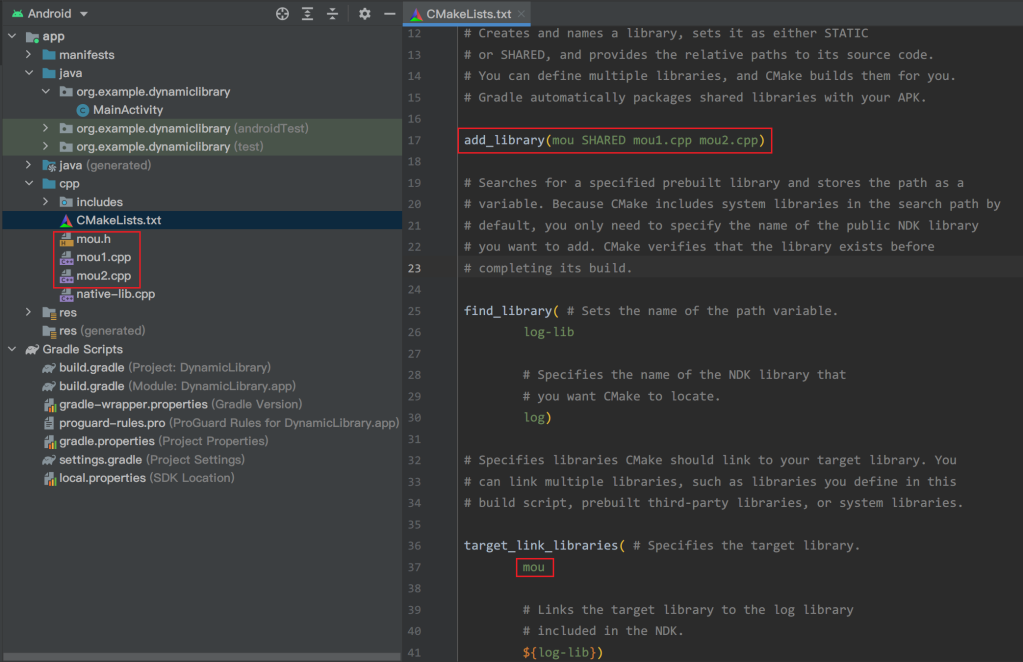 Android
app
manifests
java
org.example.dynamiclibrary
MainActivity
org.example.dynamiclibrary (androidTest)
org.example.dynamiclibrary (test)
java (generated)
cpp
includes
CMakeLists.txt
mou.h
mou1.cpp
mou2.cpp
native-lib.cpp
res
res (generated)
Gradle Scripts
build.gradle (Project: DynamicLibrary)
build.gradle (Module: DynamicLibrary.app)
gradle-wrapper.properties (Gradle Version)
proguard-rules.pro (ProGuard Rules for DynamicLibrary.app)
gradle.properties (Project Properties)
settings.gradle (Project Settings)
local.properties (SDK Location)
CMakeLists.txt
12 # Creates and names a library, sets it as either STATIC
13 # or SHARED, and provides the relative paths to its source code.
14 # You can define multiple libraries, and CMake builds them for you.
15 # Gradle automatically packages shared libraries with your APK.
16
17 add_library(mou SHARED mou1.cpp mou2.cpp)
18
19 # Searches for a specified prebuilt library and stores the path as a
20 # variable. Because CMake includes system libraries in the search path by
21 # default, you only need to specify the name of the public NDK library
22 # you want to add. CMake verifies that the library exists before
23 # completing its build.
24
25 find_library( # Sets the name of the path variable.
26 log-lib
27
28 # Specifies the name of the NDK library that
29 # you want CMake to locate.
30 log)
31
32 # Specifies libraries CMake should link to your target library. You
33 # can link multiple libraries, such as libraries you define in this
34 # build script, prebuilt third-party libraries, or system libraries.
35
36 target_link_libraries( # Specifies the target library.
37 mou
38
39 # Links the target library to the log library
40 # included in the NDK.
41 ${log-lib})